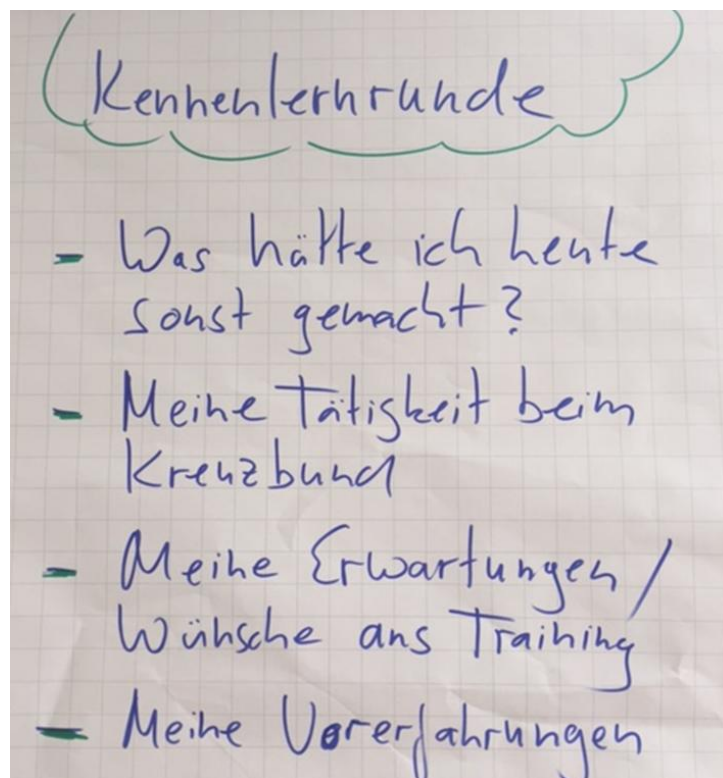 Kennenlernrunde
- Was hätte ich heute
sonst gemacht?
- Meine Tätigkeit beim
Kreuzbund
- Meine Erwartungen/
Wünsche ans Training
- Meine Vorerfahrungen